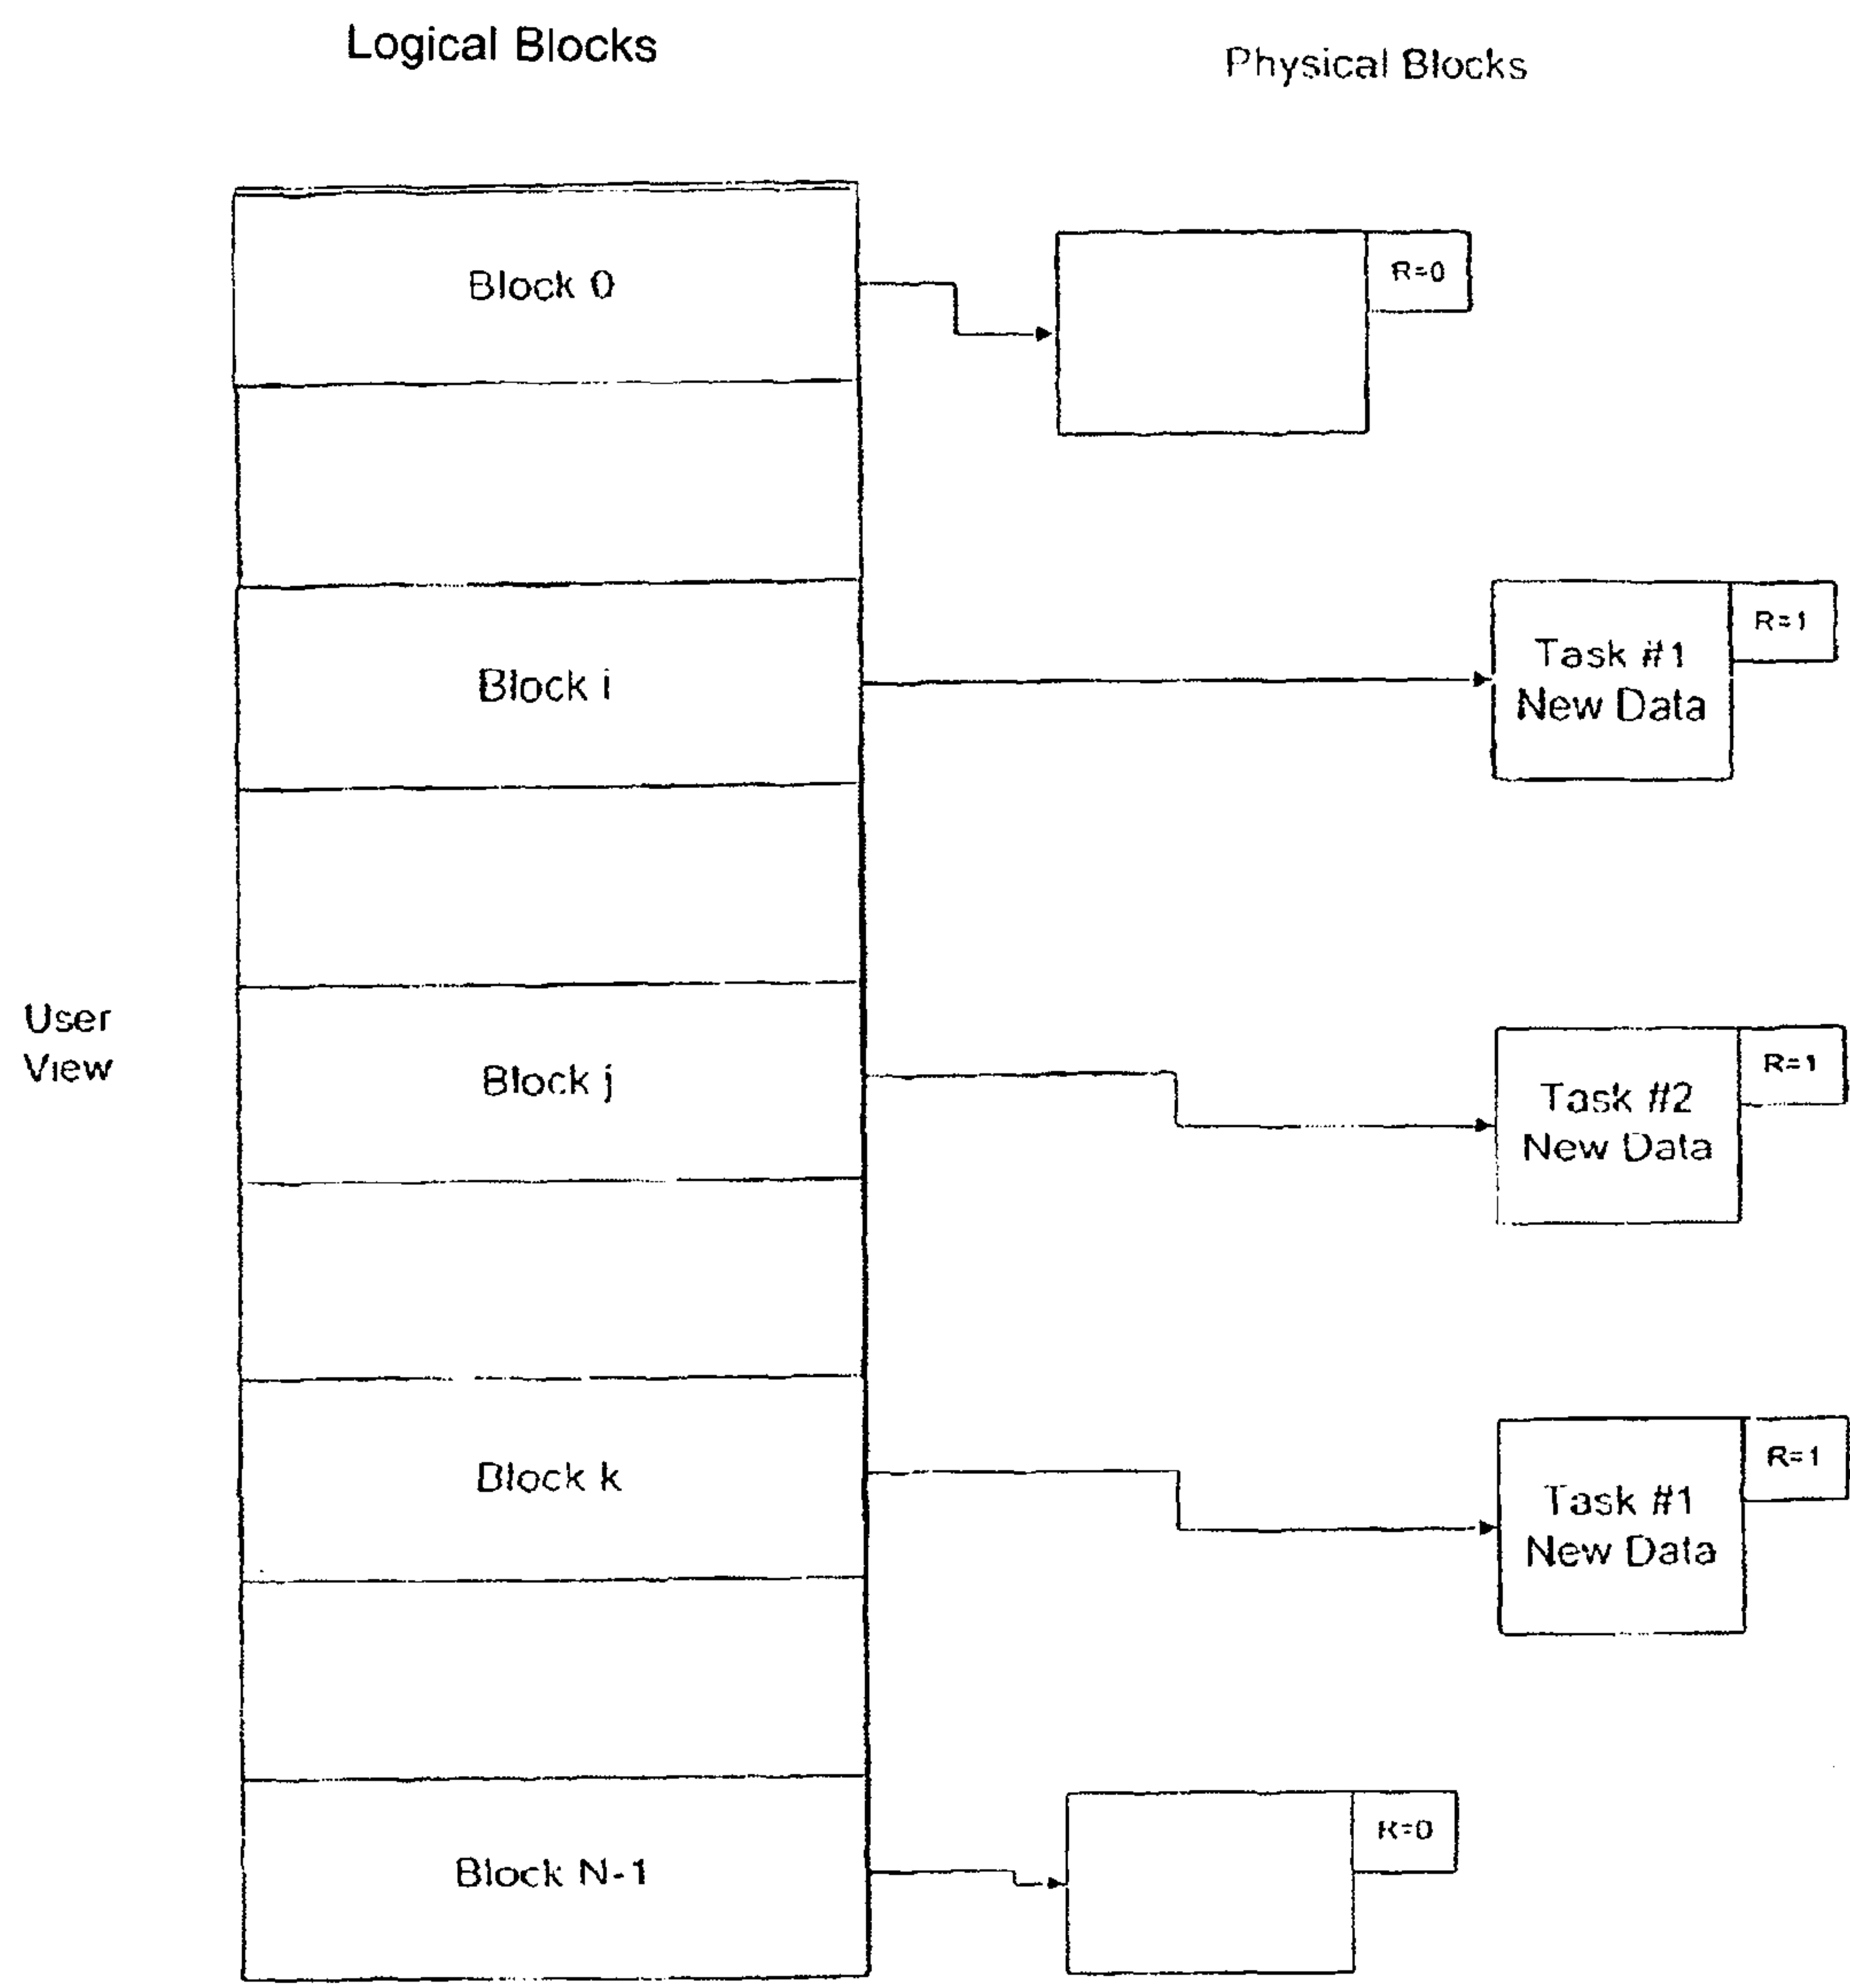 Logical Blocks
Physical Blocks
Block 0
R=0
Block i
Task #1
New Data
R=1
User
View
Block j
Task #2
New Data
R=1
Block k
Task #1
New Data
R=1
Block N-1
R=0